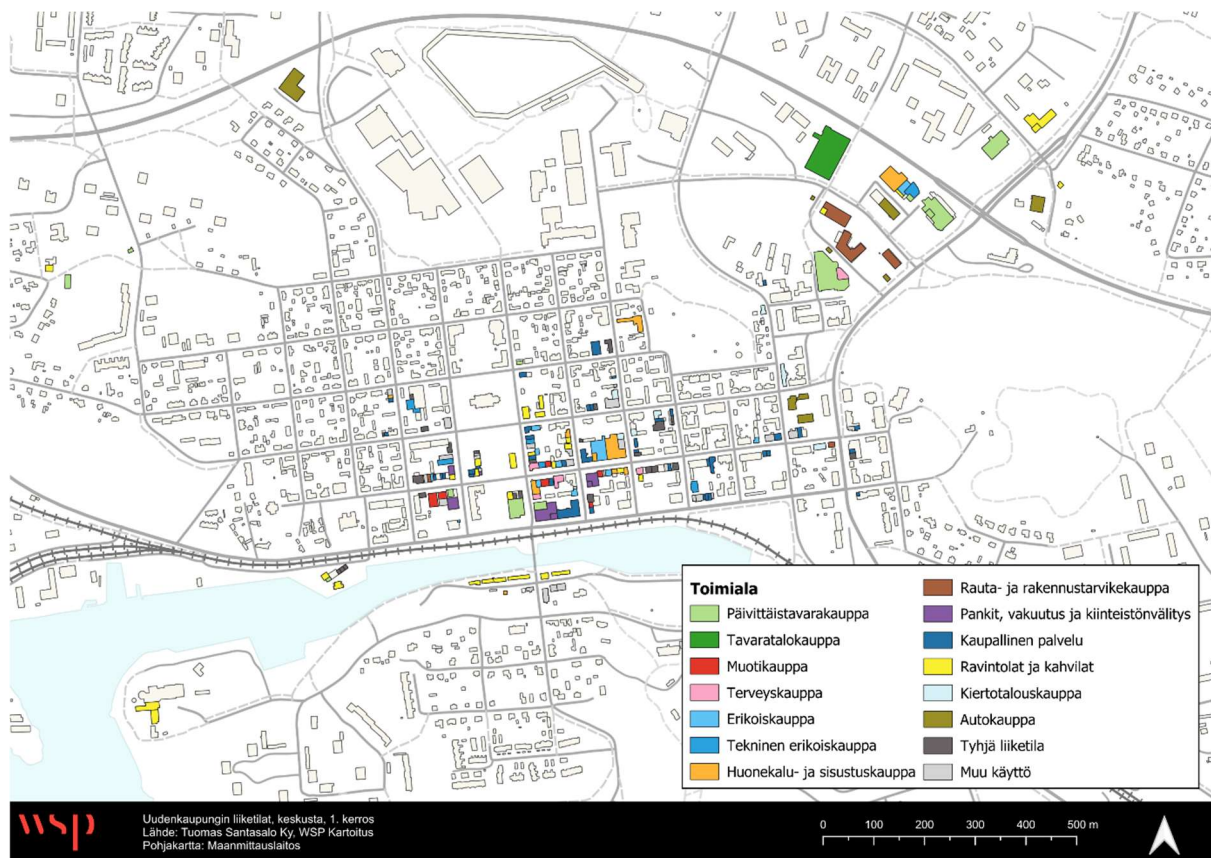 Toimiala
Päivittäistavarakauppa
Tavaratalokauppa
Muotikauppa
Terveyskauppa
Erikoiskauppa
Tekninen erikoiskauppa
Huonekalu- ja sisustuskauppa
Rauta- ja rakennustarvikekauppa
Pankit, vakuutus ja kiinteistönvälitys
Kaupallinen palvelu
Ravintolat ja kahvilat
Kiertotalouskauppa
Autokauppa
Tyhjä liiketila
Muu käyttö
wsp
Uudenkaupungin liiketilat, keskusta, 1. kerros
Lähde: Tuomas Santasalo Ky, WSP Kartoitus
Pohjakartta: Maanmittauslaitos
0 100 200 300 400 500 m